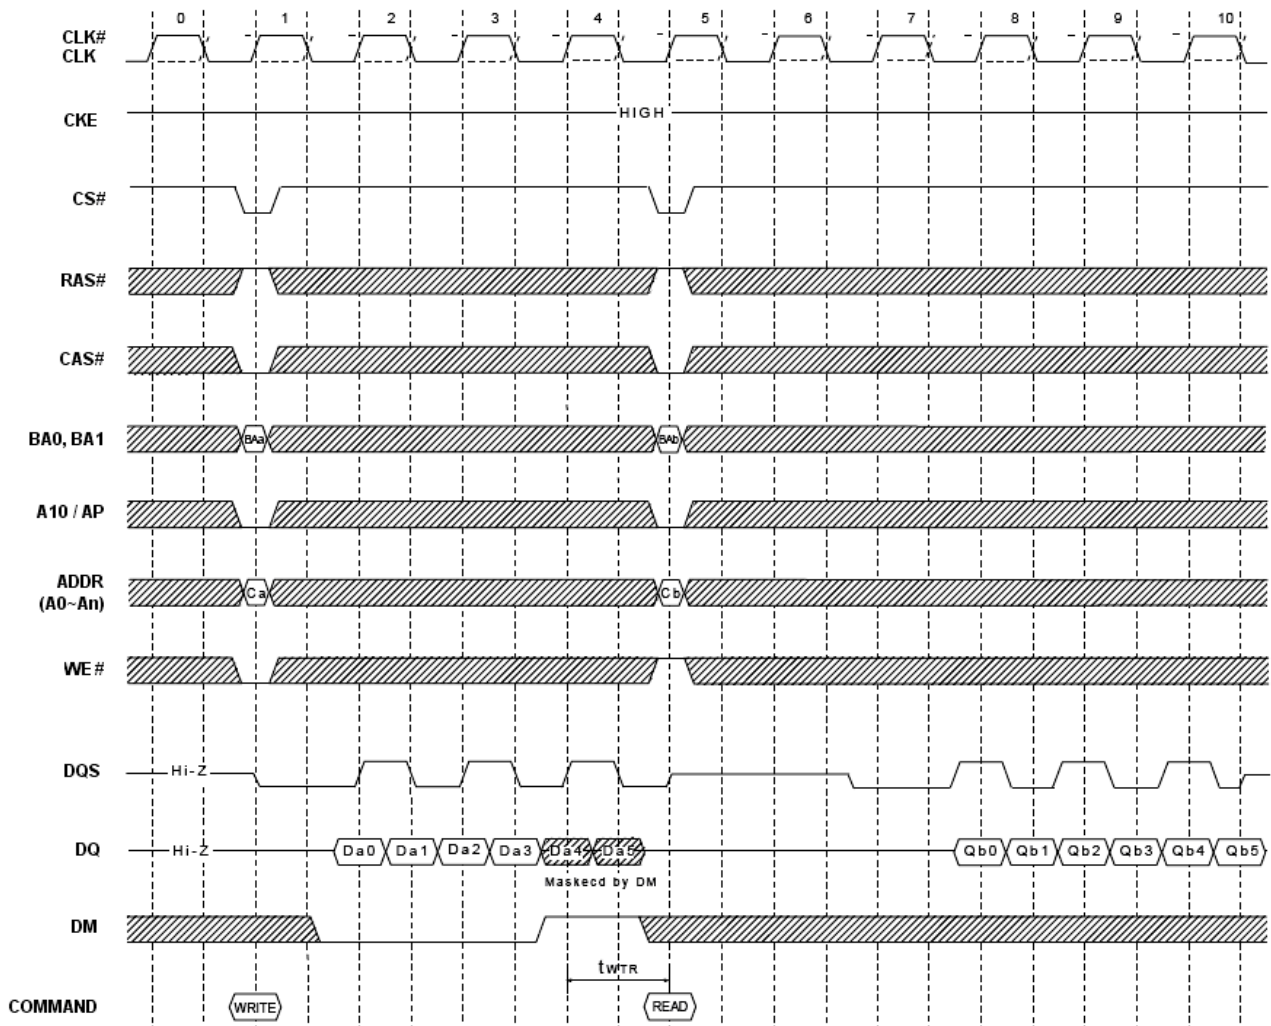 0 1 2 3 4 5 6 7 8 9 10
CLK#
CLK
CKE
HIGH
CS#
RAS#
CAS#
BA0, BA1 BAa BAb
A10 / AP
ADDR
(A0~An) Ca Cb
WE#
DQS Hi-Z
DQ Hi-Z Da0 Da1 Da2 Da3 Da4 Da5 Qb0 Qb1 Qb2 Qb3 Qb4 Qb5
Maskecd by DM
DM
tWTR
COMMAND WRITE READ